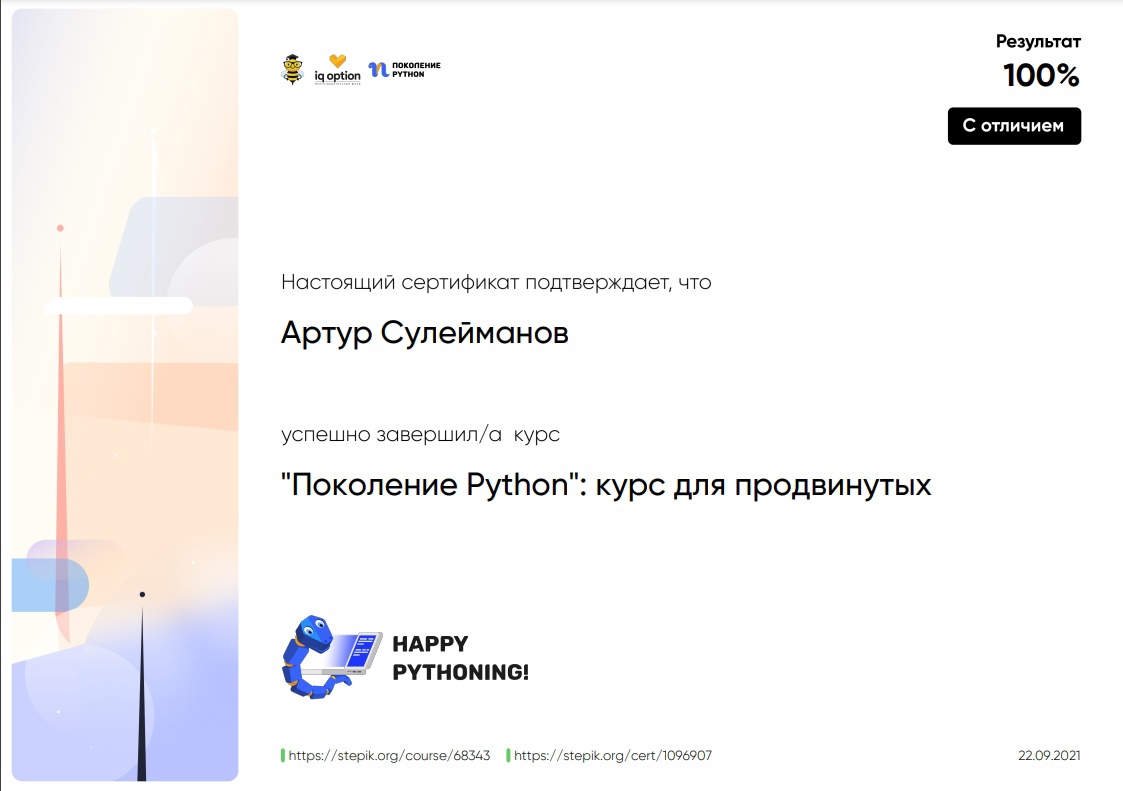 iq option
ПОКОЛЕНИЕ
PYTHON
Результат
100%
С отличием
Настоящий сертификат подтверждает, что
Артур Сулейманов
успешно завершил/а курс
"Поколение Python": курс для продвинутых
HAPPY
PYTHONING!
https://stepik.org/course/68343 https://stepik.org/cert/1096907 22.09.2021